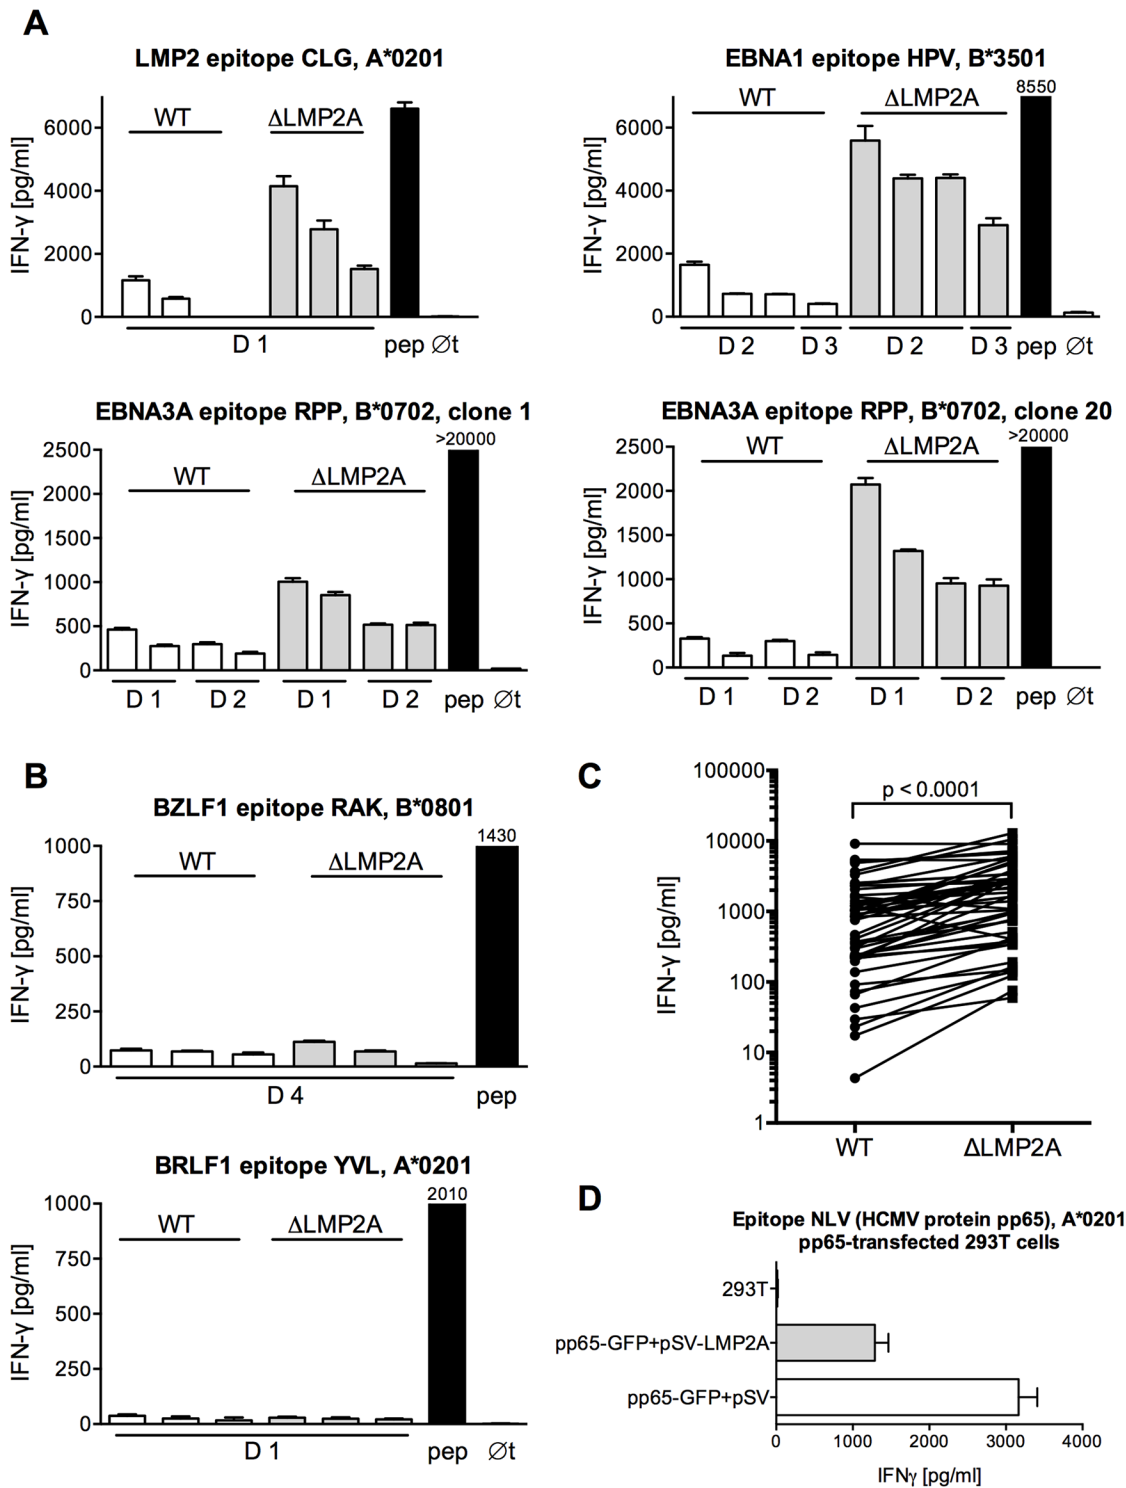 A
LMP2 epitope CLG, A*0201
IFN-γ [pg/ml]
6000
4000
2000
0
WT
ΔLMP2A
D 1
pep
∅t
EBNA1 epitope HPV, B*3501
IFN-γ [pg/ml]
6000
4000
2000
0
WT
ΔLMP2A
8550
D 2
D 3
D 2
D 3
pep
∅t
EBNA3A epitope RPP, B*0702, clone 1
IFN-γ [pg/ml]
2500
2000
1500
1000
500
0
WT
ΔLMP2A
>20000
D 1
D 2
D 1
D 2
pep
∅t
EBNA3A epitope RPP, B*0702, clone 20
IFN-γ [pg/ml]
2500
2000
1500
1000
500
0
WT
ΔLMP2A
>20000
D 1
D 2
D 1
D 2
pep
∅t
B
BZLF1 epitope RAK, B*0801
IFN-γ [pg/ml]
1000
750
500
250
0
WT
ΔLMP2A
1430
D 4
pep
BRLF1 epitope YVL, A*0201
IFN-γ [pg/ml]
1000
750
500
250
0
WT
ΔLMP2A
2010
D 1
pep
∅t
C
IFN-γ [pg/ml]
100000
10000
1000
100
10
1
p < 0.0001
WT
ΔLMP2A
D
Epitope NLV (HCMV protein pp65), A*0201
pp65-transfected 293T cells
293T
pp65-GFP+pSV-LMP2A
pp65-GFP+pSV
0
1000
2000
3000
4000
IFNγ [pg/ml]